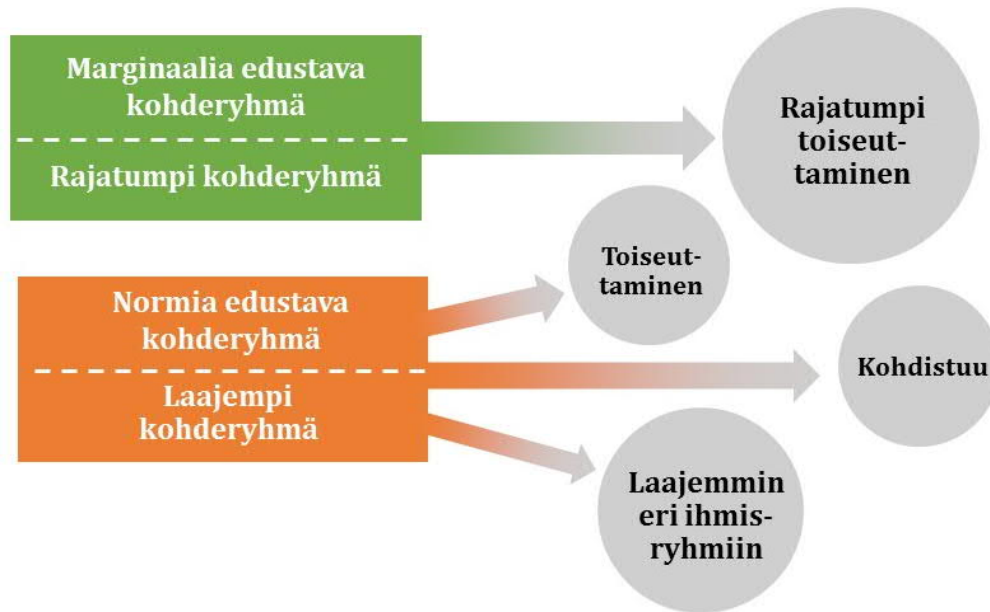 Marginaalia edustava
kohderyhmä
Rajatumpi kohderyhmä
Rajatumpi
toiseut-
taminen
Normia edustava
kohderyhmä
Laajempi
kohderyhmä
Toiseut-
taminen
Kohdistuu
Laajemmin
eri ihmis-
ryhmiin